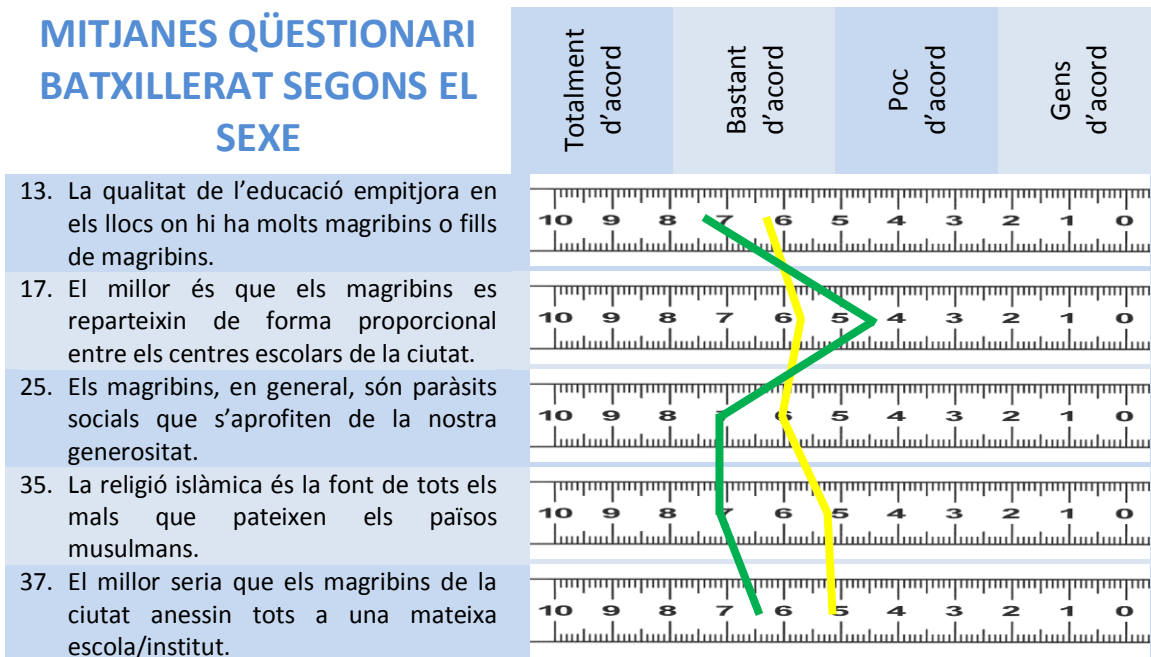 MITJANES QÜESTIONARI
BATXILLERAT SEGONS EL
SEXE
Totalment
d'acord
Bastant
d'acord
Poc
d'acord
Gens
d'acord
13. La qualitat de l'educació empitjora en
els llocs on hi ha molts magribins o fills
de magribins.
10 9 8 7 6 5 4 3 2 1 0
17. El millor és que els magribins es
reparteixin de forma proporcional
entre els centres escolars de la ciutat.
10 9 8 7 6 5 4 3 2 1 0
25. Els magribins, en general, són paràsits
socials que s'aprofiten de la nostra
generositat.
10 9 8 7 6 5 4 3 2 1 0
35. La religió islàmica és la font de tots els
mals que pateixen els països
musulmans.
10 9 8 7 6 5 4 3 2 1 0
37. El millor seria que els magribins de la
ciutat anessin tots a una mateixa
escola/institut.
10 9 8 7 6 5 4 3 2 1 0